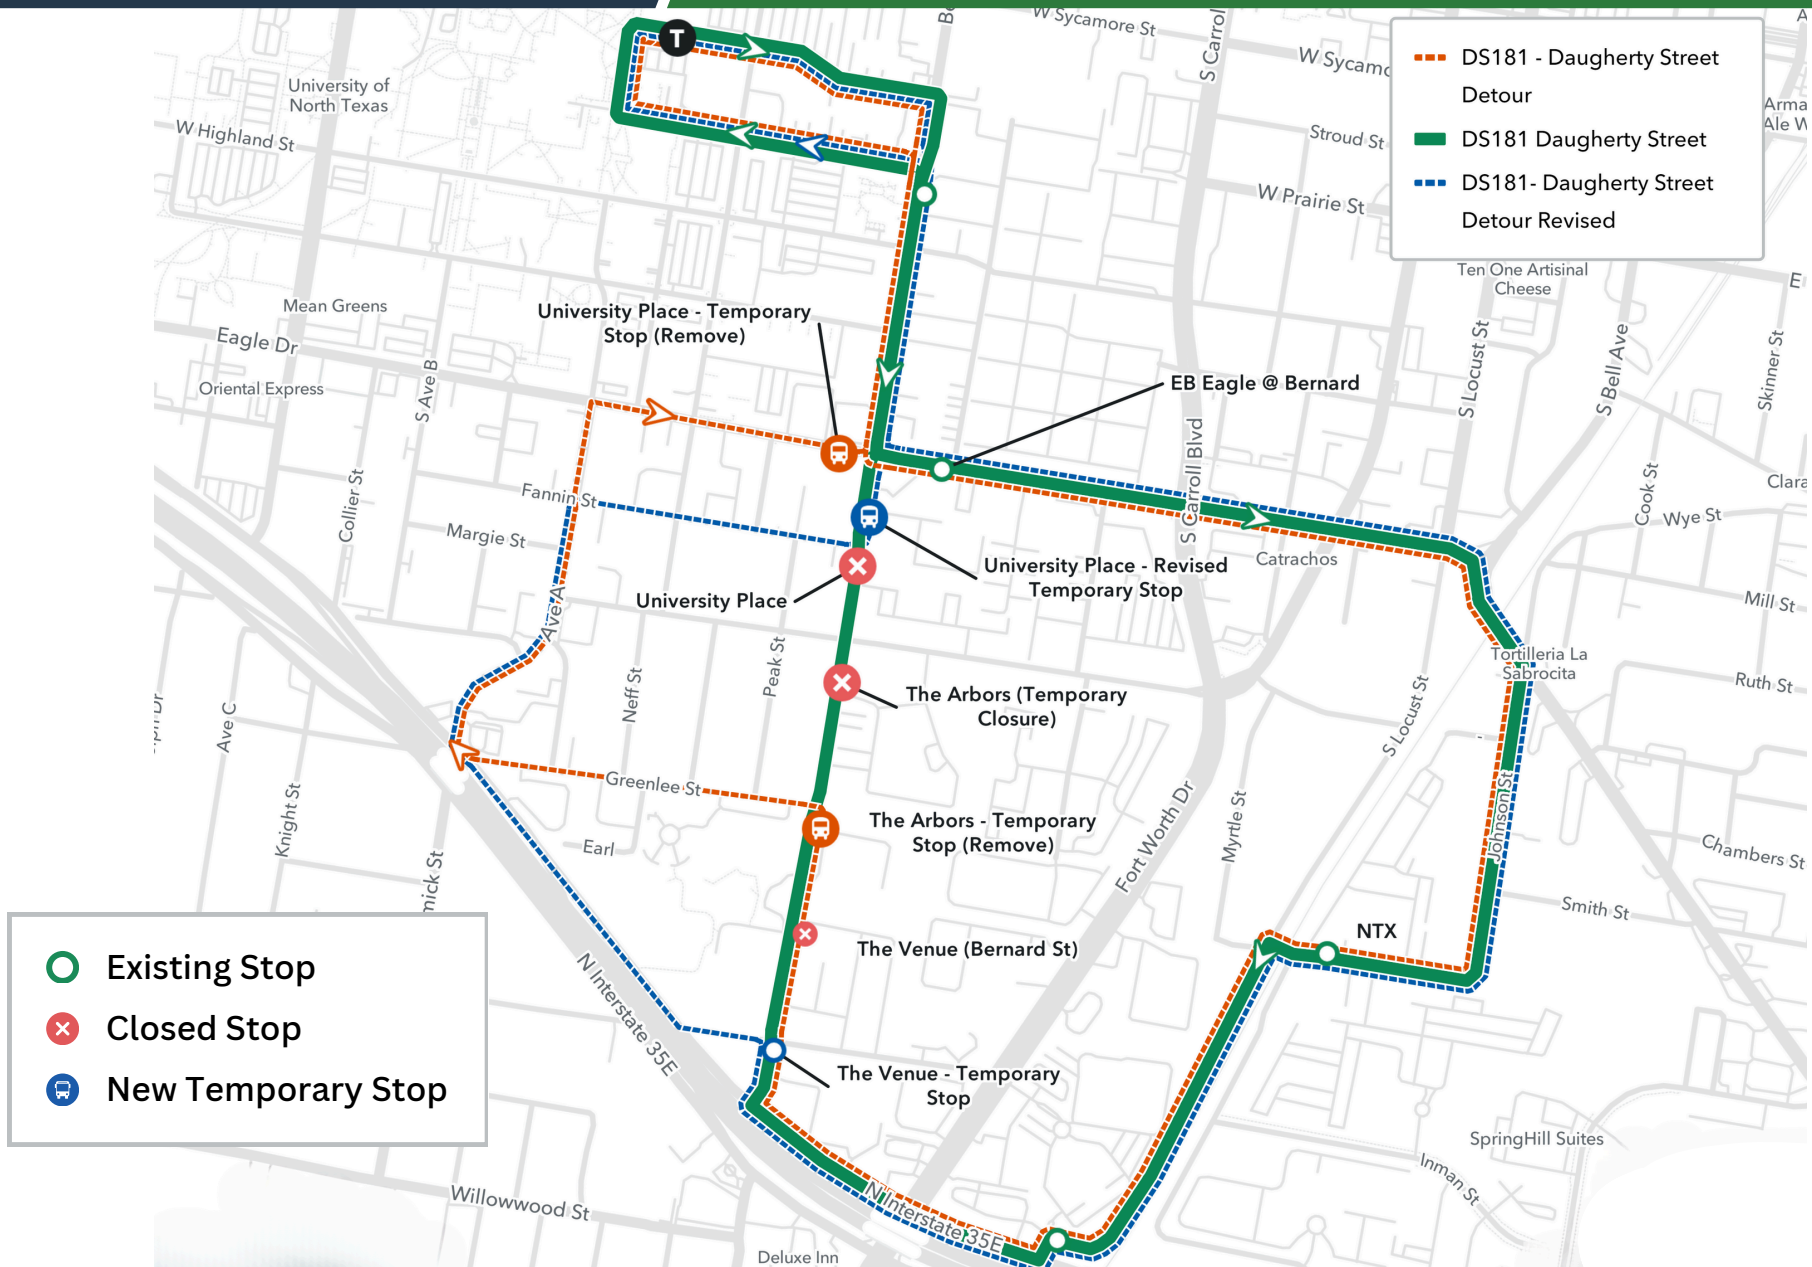 W Sycamore St
S Carroll
W Sycamo
DS181 - Daugherty Street
Detour
DS181 Daugherty Street
DS181- Daugherty Street
Detour Revised
T
University of
North Texas
W Highland St
Stroud St
W Prairie St
Arma
Ale W
Be
E
Ten One Artisinal
Cheese
Mean Greens
Eagle Dr
Oriental Express
S Ave B
University Place - Temporary
Stop (Remove)
EB Eagle @ Bernard
S Locust St
S Bell Ave
Skinner St
S Carroll Blvd
Collier St
Fannin St
Margie St
Cook St
Clara
Wye St
Catrachos
University Place - Revised
Temporary Stop
University Place
Ave A
Mill St
Peak St
Neff St
The Arbors (Temporary
Closure)
Tortilleria La
Sabrocita
Ruth St
Ave C
S Locust St
Greenlee St
Knight St
Earl
The Arbors - Temporary
Stop (Remove)
Fort Worth Dr
Myrtle St
Johnson St
Chambers St
mick St
Smith St
NTX
The Venue (Bernard St)
Existing Stop
Closed Stop
New Temporary Stop
N Interstate 35E
The Venue - Temporary
Stop
SpringHill Suites
Inman St
Willowwood St
N Interstate 35E
Deluxe Inn